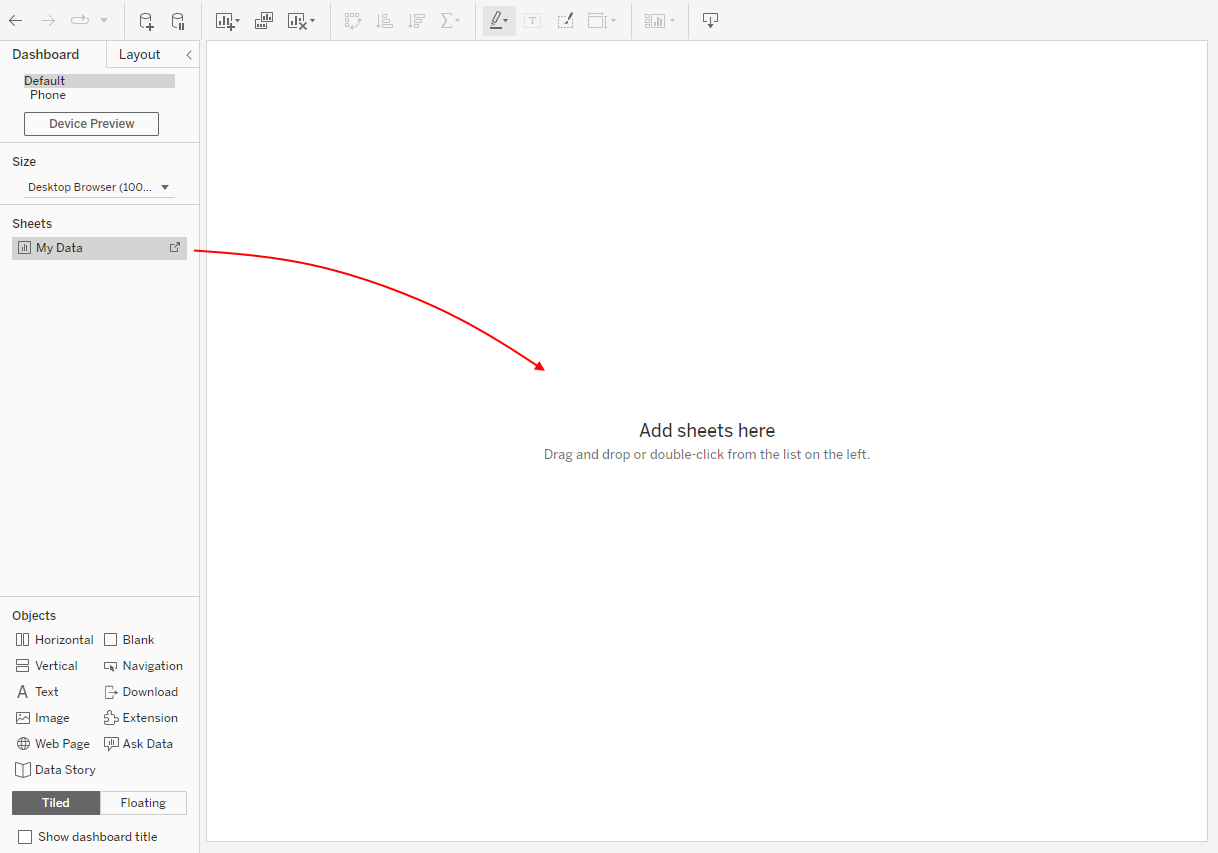 Dashboard
Layout
Default
Phone
Device Preview
Size
Desktop Browser (100...
Sheets
My Data
Add sheets here
Drag and drop or double-click from the list on the left.
Objects
Horizontal
Blank
Vertical
Navigation
A Text
Download
Image
Extension
Web Page
Ask Data
Data Story
Tiled
Floating
Show dashboard title